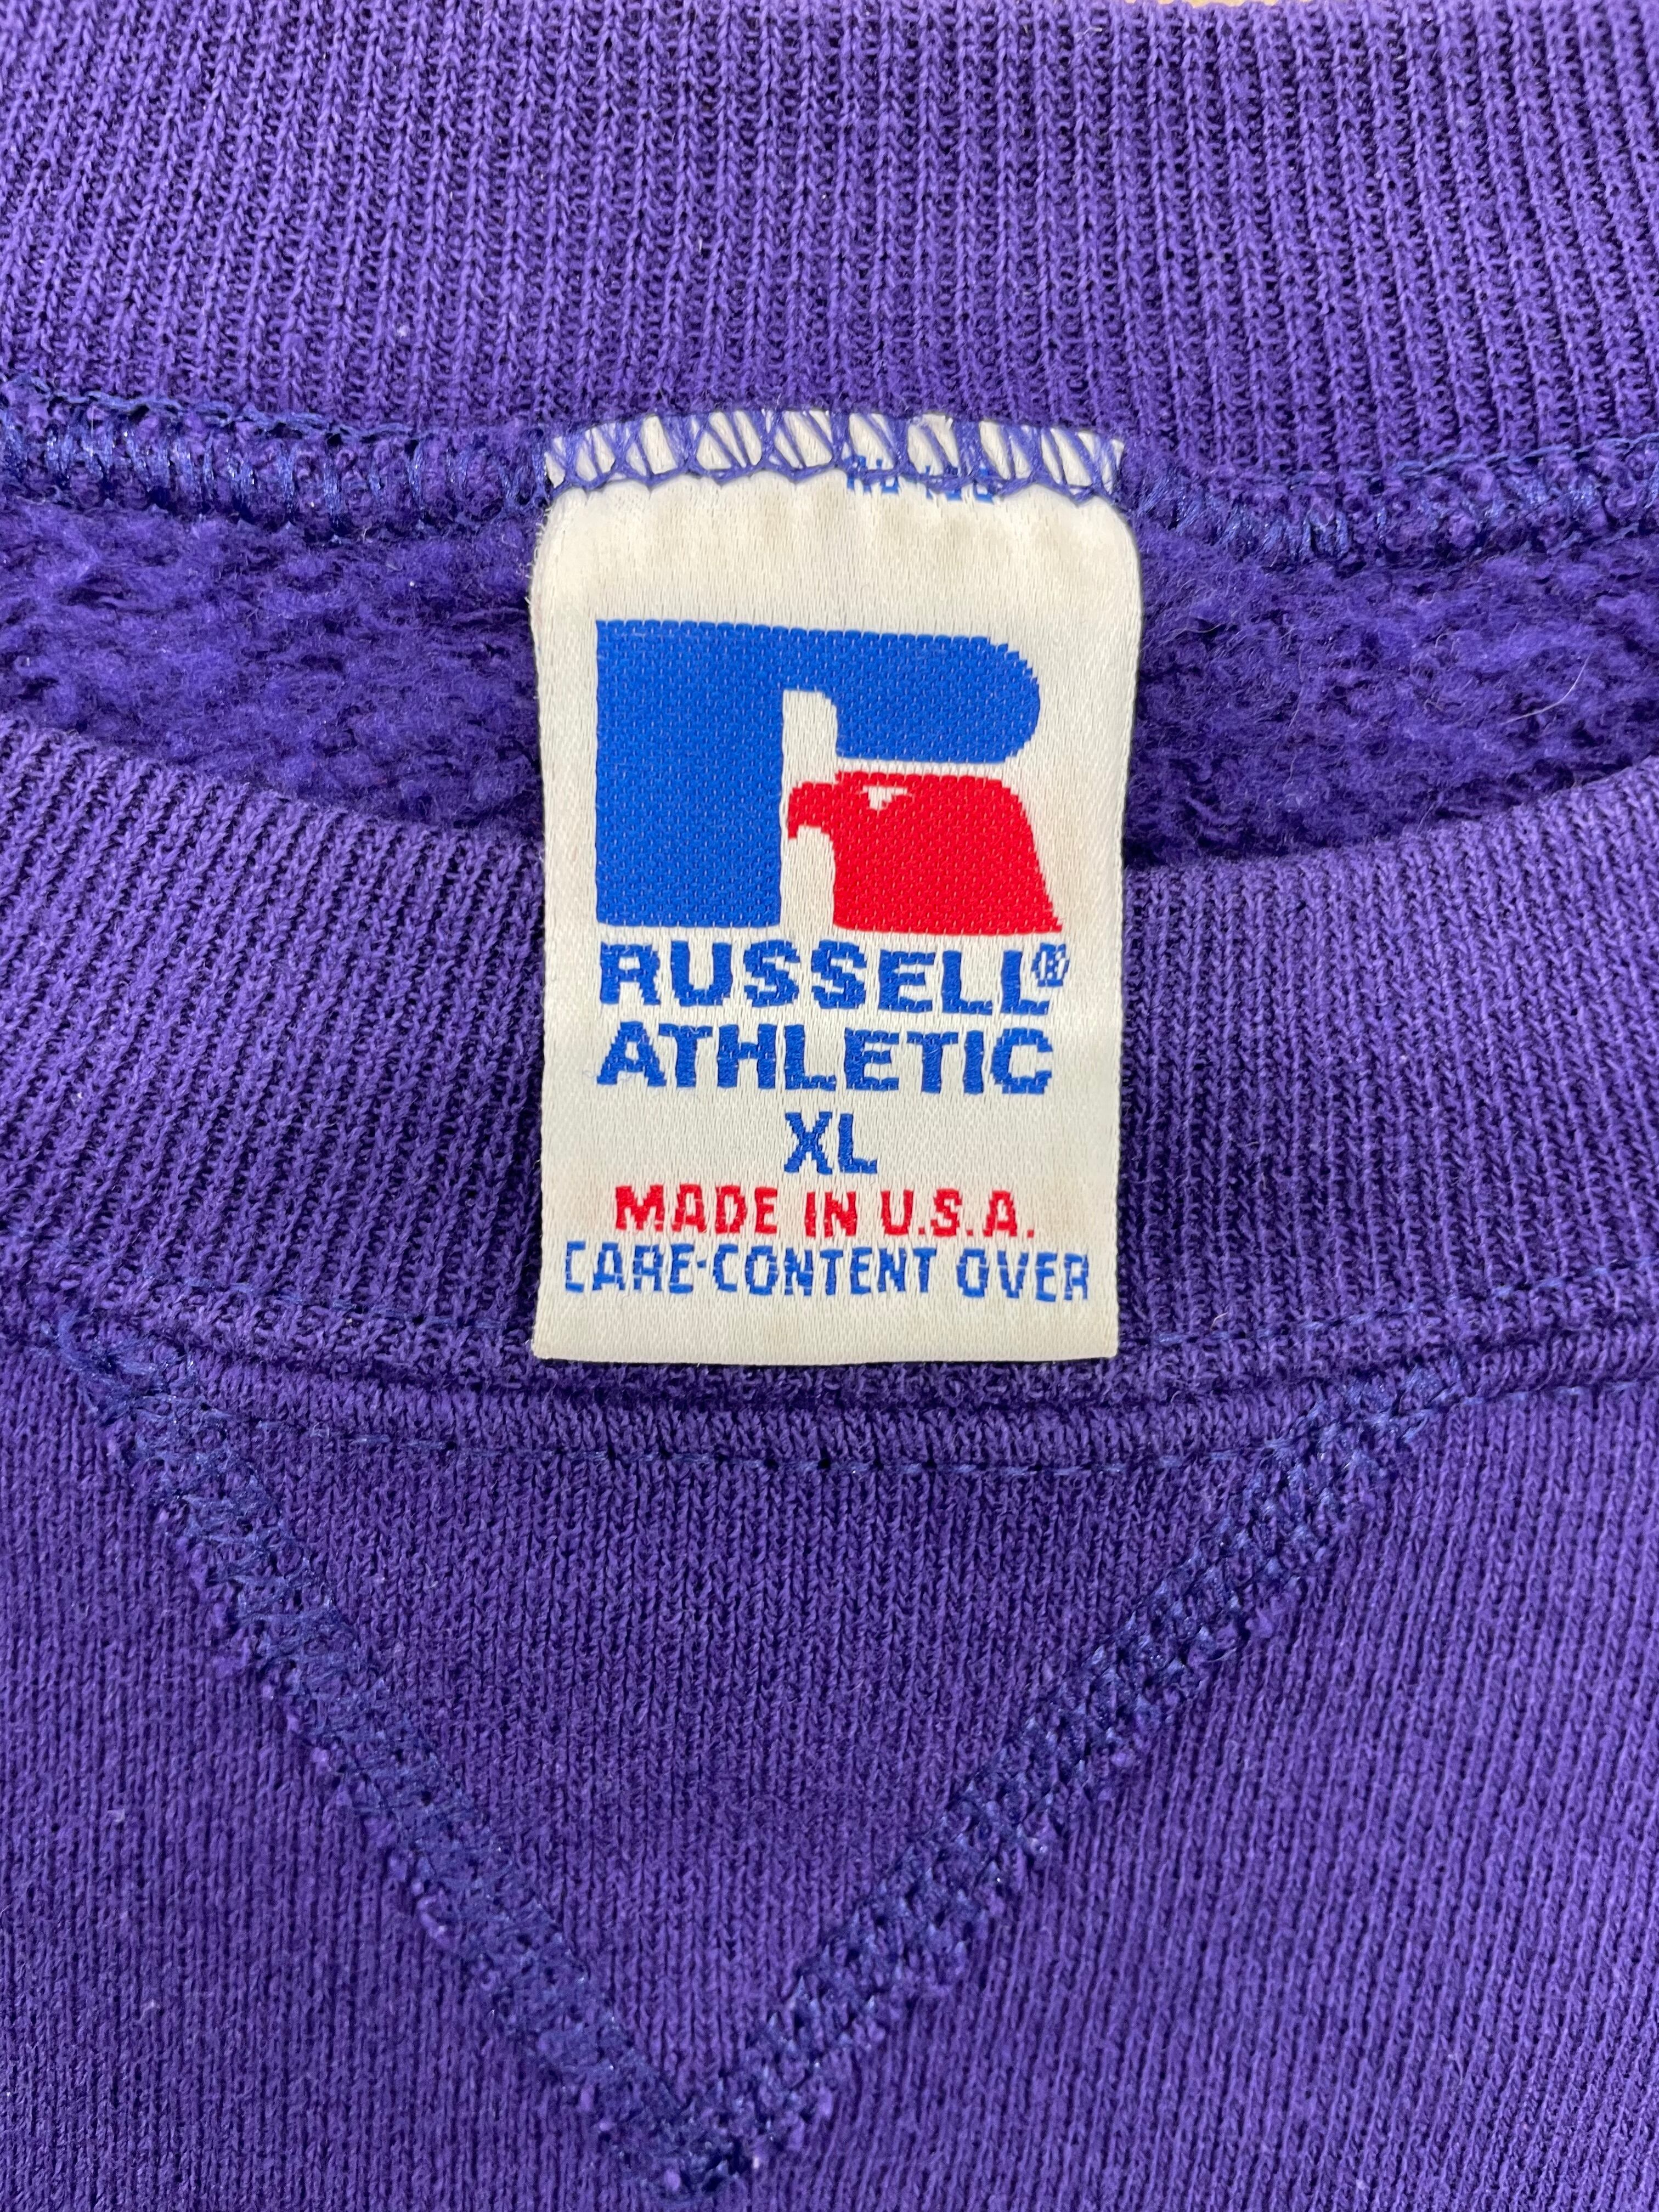 RUSSELL®
ATHLETIC
XL
MADE IN U.S.A.
CARE-CONTENT OVER